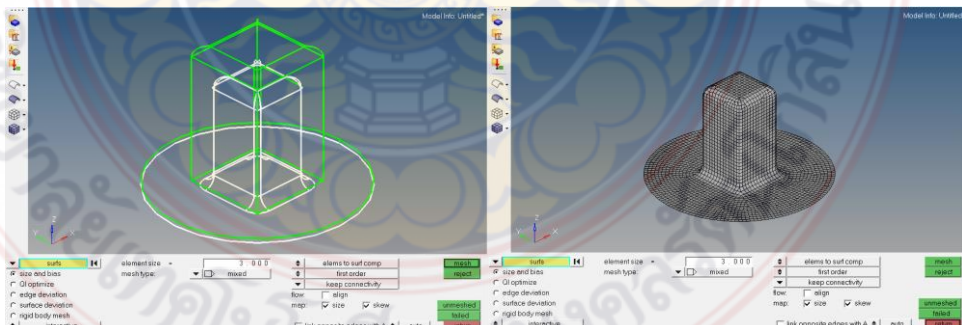 Model Info: Untitled*
surfs
element size =
3.000
elems to surf comp
mesh
size and bias
mesh type:
mixed
first order
reject
QI optimize
keep connectivity
edge deviation
flow:
align
surface deviation
map:
size
skew
unmeshed
rigid body mesh
failed
interactive
link opposite edges with A
auto
return
Z
Y
X
Model Info: Untitled
surfs
element size =
3.000
elems to surf comp
mesh
size and bias
mesh type:
mixed
first order
reject
QI optimize
keep connectivity
edge deviation
flow:
align
surface deviation
map:
size
skew
unmeshed
rigid body mesh
failed
interactive
link opposite edges with A
auto
return
Z
Y
X